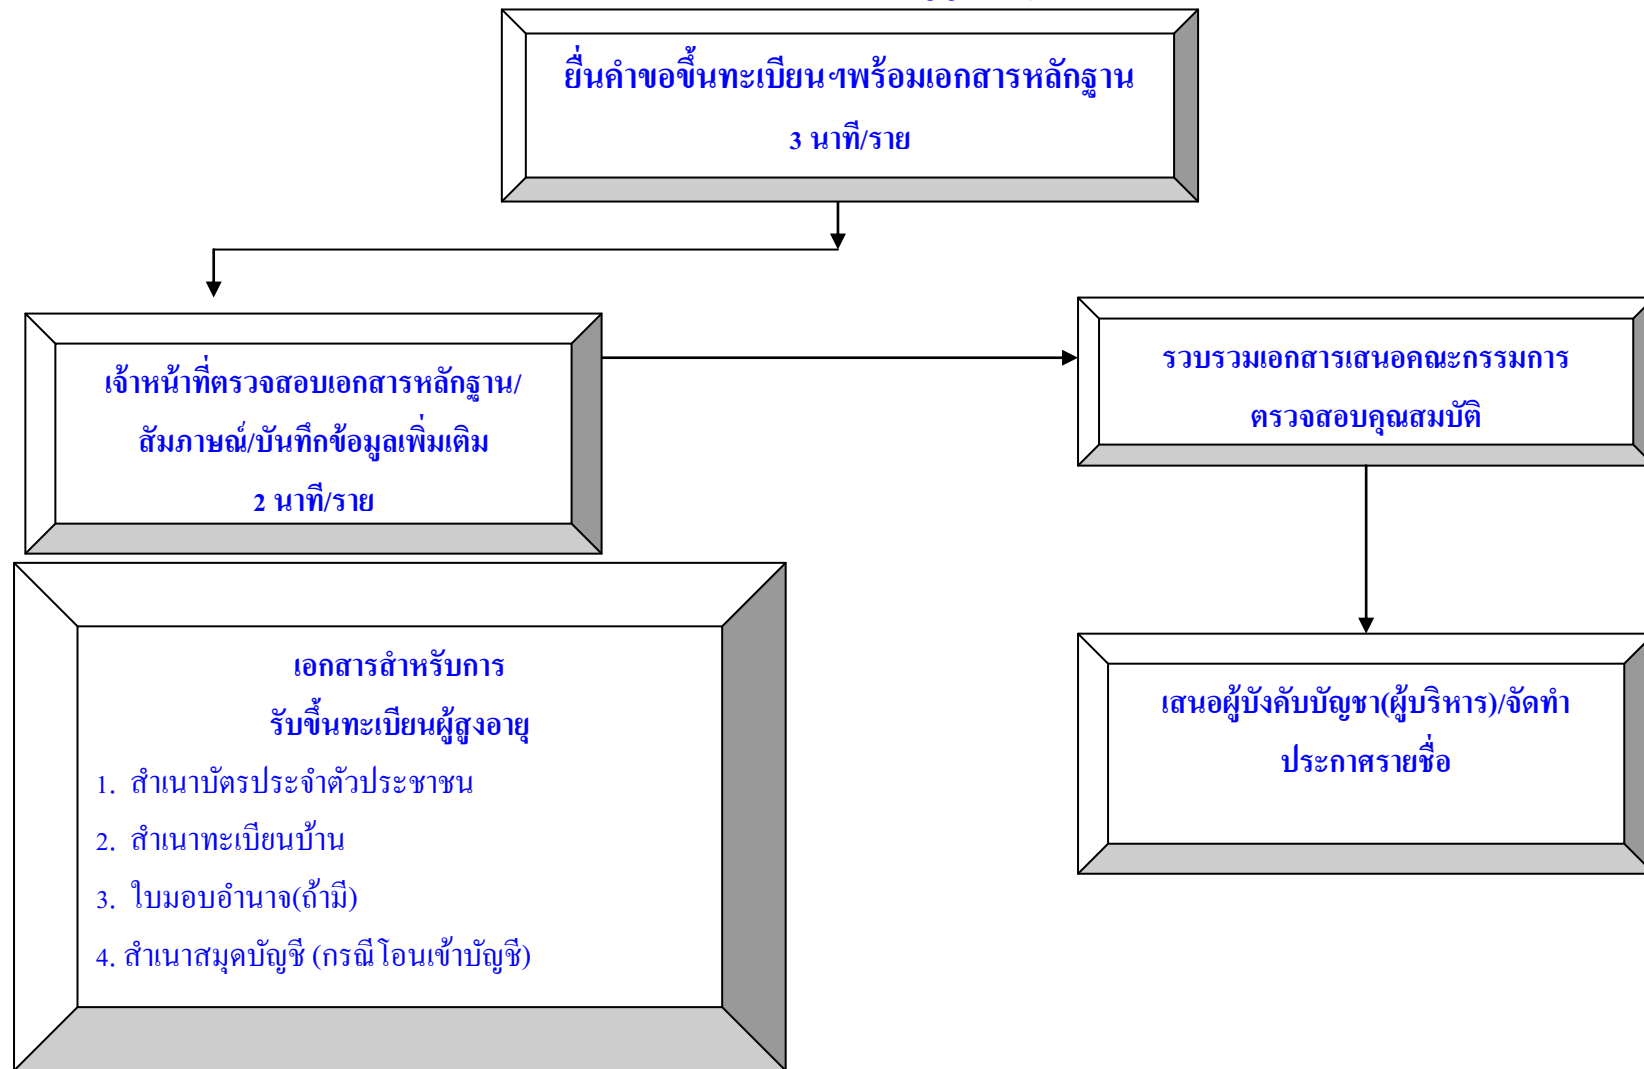 ยื่นคำขอขึ้นทะเบียนฯพร้อมเอกสารหลักฐาน
3 นาที/ราย
เจ้าหน้าที่ตรวจสอบเอกสารหลักฐาน/
สัมภาษณ์/บันทึกข้อมูลเพิ่มเติม
2 นาที/ราย
รวบรวมเอกสารเสนอคณะกรรมการ
ตรวจสอบคุณสมบัติ
เสนอผู้บังคับบัญชา(ผู้บริหาร)/จัดทำ
ประกาศรายชื่อ
เอกสารสำหรับการ
รับขึ้นทะเบียนผู้สูงอายุ
1. สำเนาบัตรประจำตัวประชาชน
2. สำเนาทะเบียนบ้าน
3. ใบมอบอำนาจ(ถ้ามี)
4. สำเนาสมุดบัญชี (กรณีโอนเข้าบัญชี)